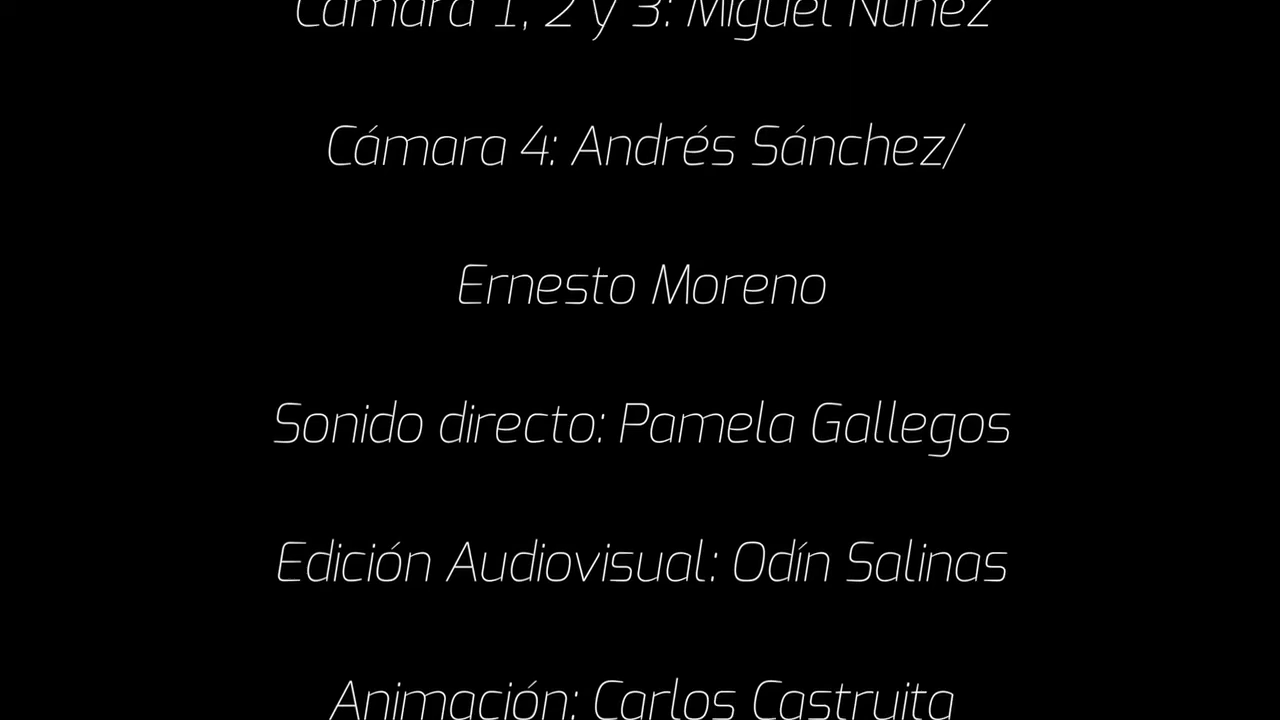 Cámara 1, 2 y 3: Miguel Núñez
Cámara 4: Andrés Sánchez/
Ernesto Moreno
Sonido directo: Pamela Gallegos
Edición Audiovisual: Odín Salinas
Animación: Carlos Castruita